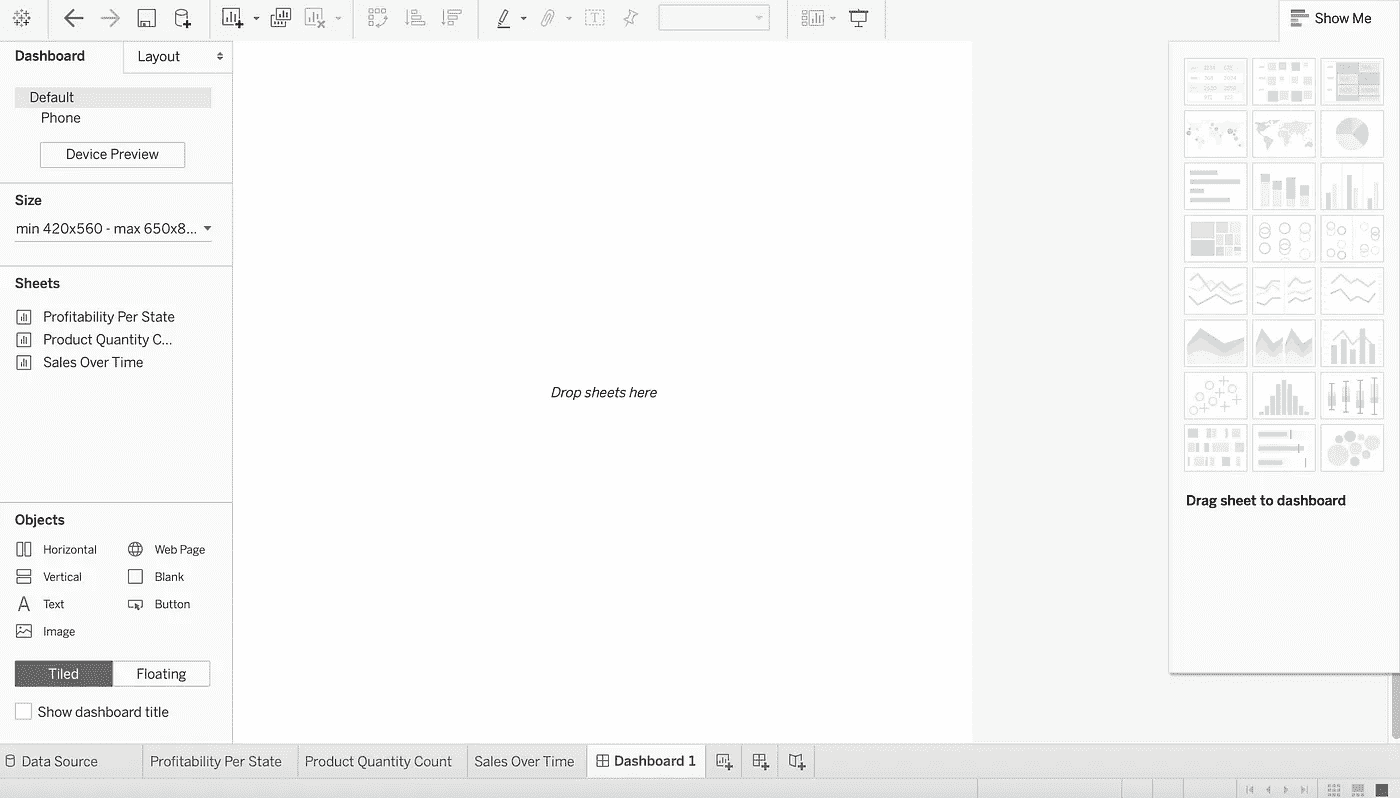 Show Me
Dashboard
Layout
Default
Phone
Device Preview
Size
min 420x560 - max 650x8...
Sheets
Profitability Per State
Product Quantity C...
Sales Over Time
Drop sheets here
Drag sheet to dashboard
Objects
Horizontal Web Page
Vertical Blank
Text Button
Image
Tiled Floating
Show dashboard title
Data Source Profitability Per State Product Quantity Count Sales Over Time Dashboard 1